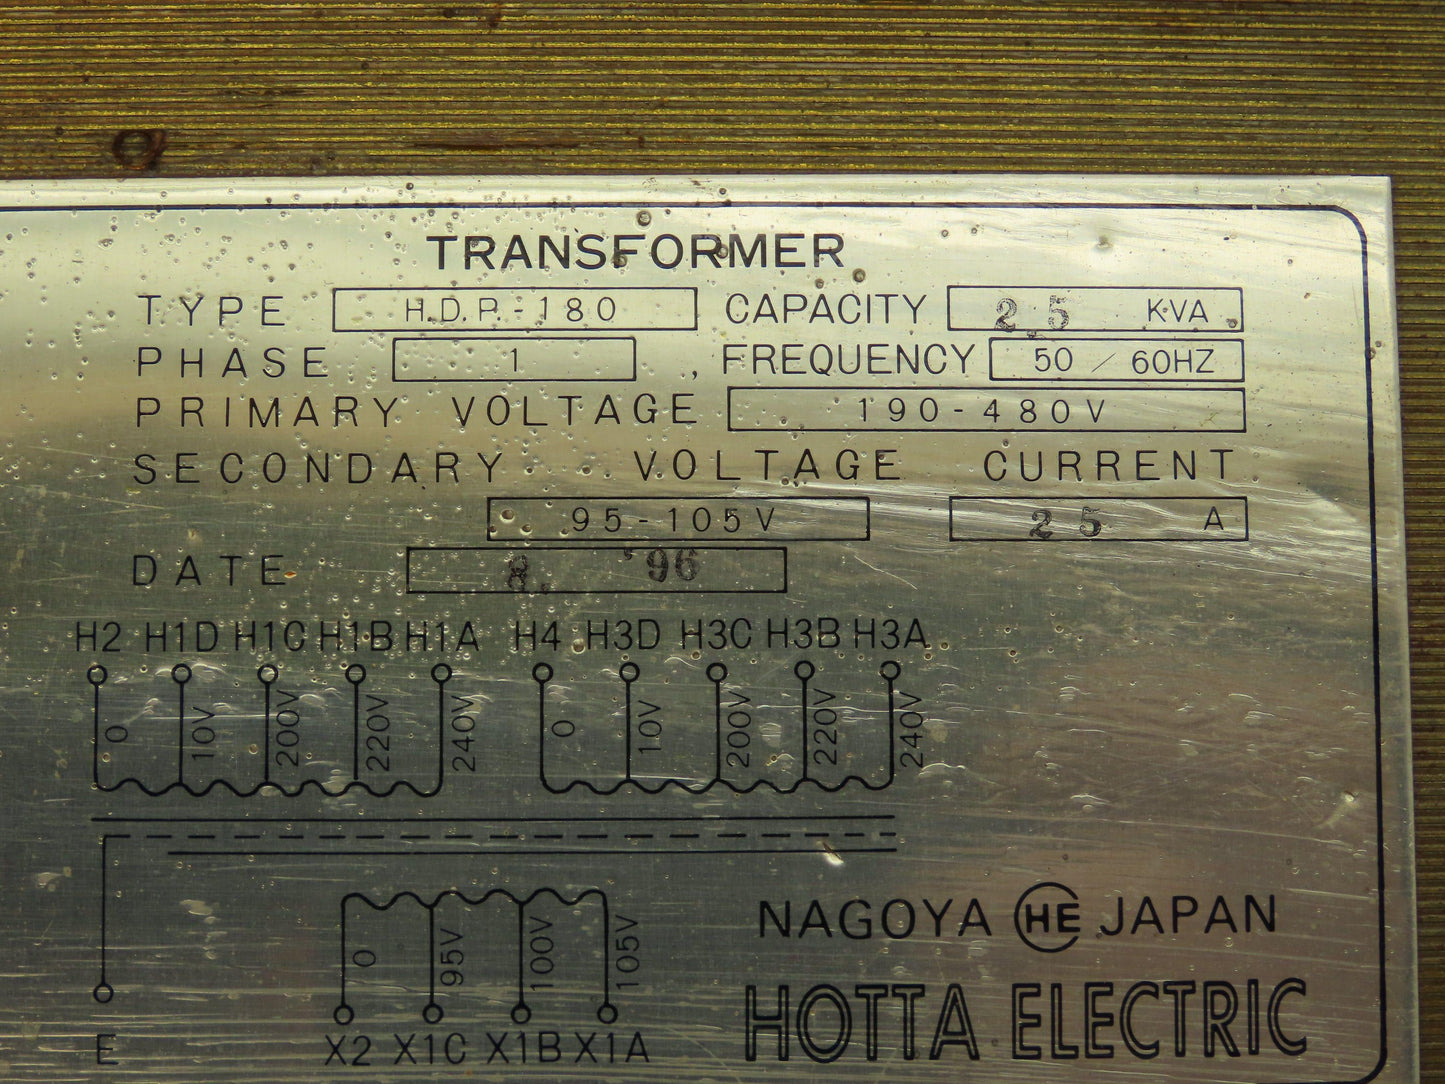 TRANSFORMER
TYPE H.D.P.-180 CAPACITY 2.5 KVA
PHASE 1 , FREQUENCY 50 / 60HZ
PRIMARY VOLTAGE 190-480V
SECONDARY VOLTAGE CURRENT
95-105V 25 A
DATE 8. '96
H2 H1D H1C H1B H1A H4 H3D H3C H3B H3A
0 10V 200V 220V 240V 0 10V 200V 220V 240V
0 95V 100V 105V
NAGOYA HE JAPAN
E X2 X1C X1B X1A
HOTTA ELECTRIC